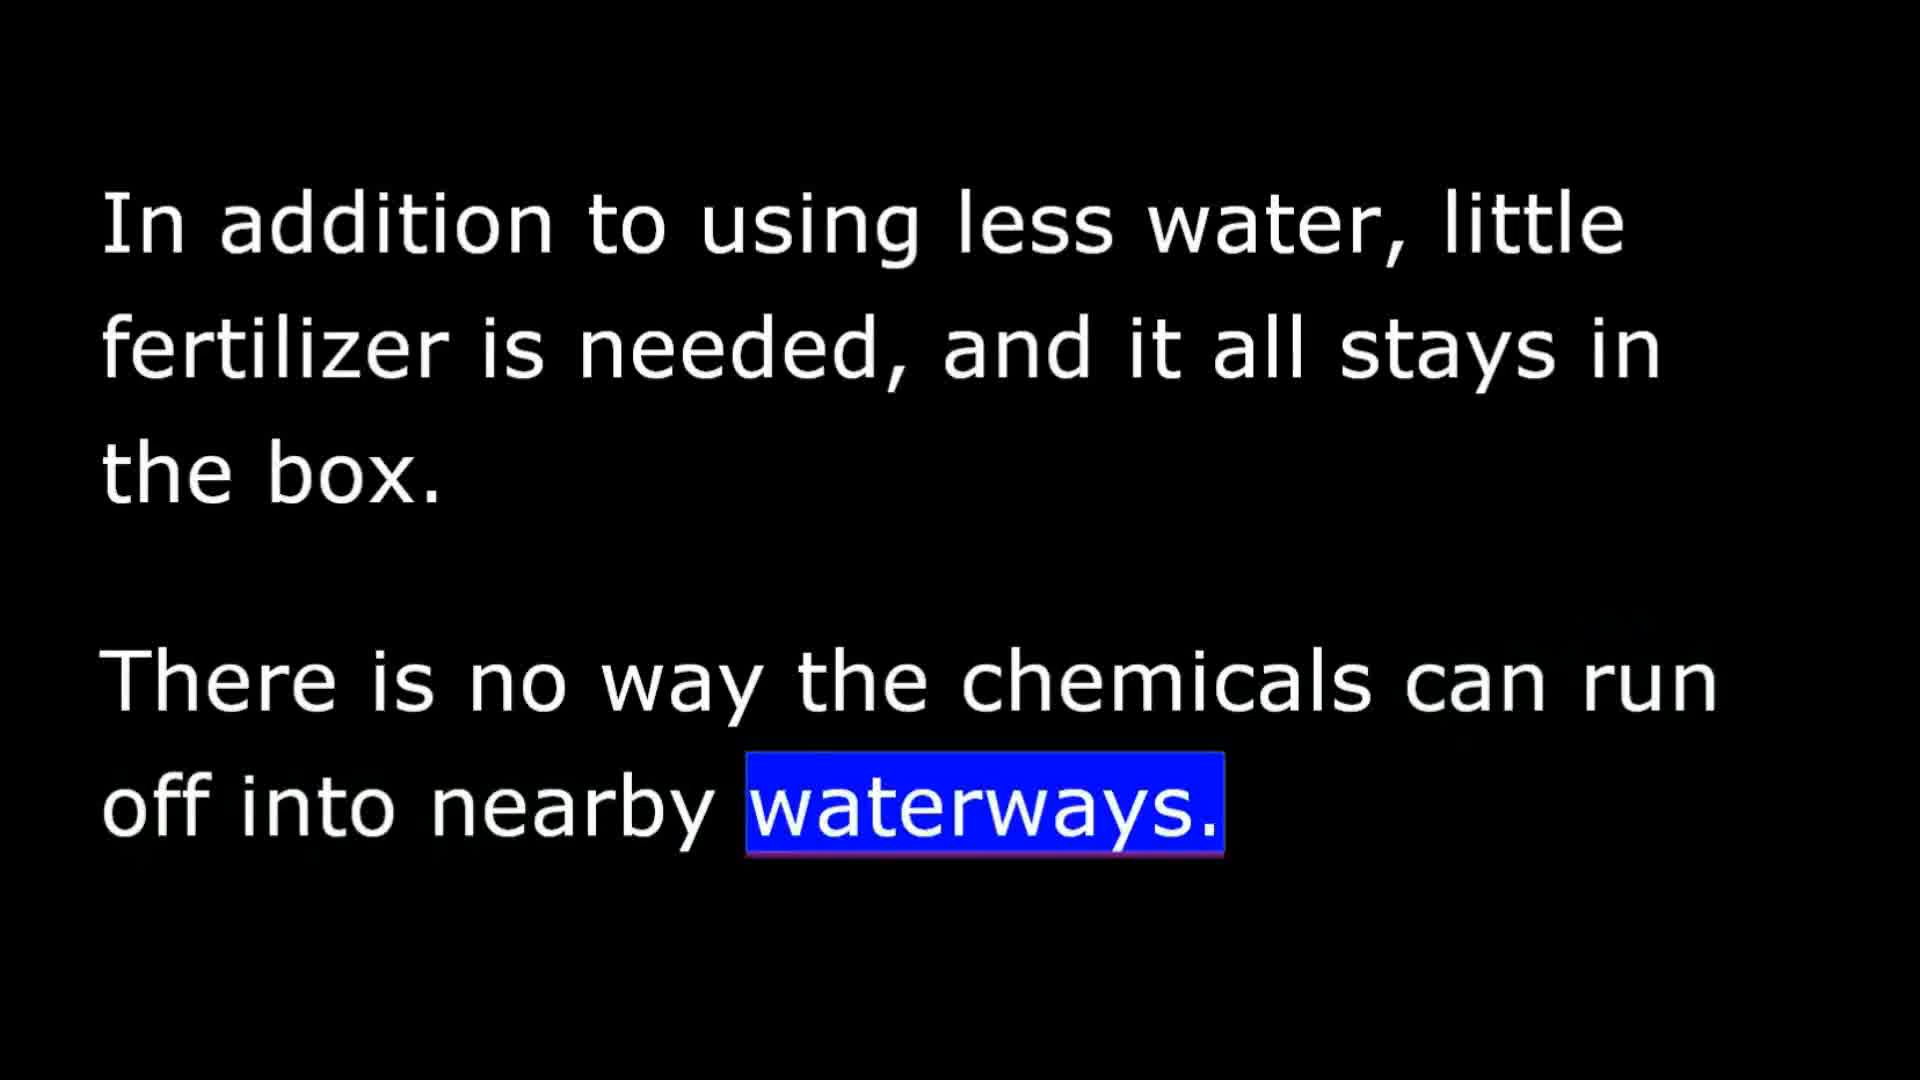 In addition to using less water, little
fertilizer is needed, and it all stays in
the box.
There is no way the chemicals can run
off into nearby waterways.